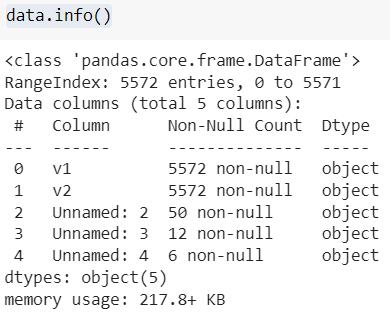 data.info()
<class 'pandas.core.frame.DataFrame'>
RangeIndex: 5572 entries, 0 to 5571
Data columns (total 5 columns):
 #   Column      Non-Null Count  Dtype
---  ------      --------------  -----
 0   v1          5572 non-null   object
 1   v2          5572 non-null   object
 2   Unnamed: 2  50 non-null     object
 3   Unnamed: 3  12 non-null     object
 4   Unnamed: 4  6 non-null      object
dtypes: object(5)
memory usage: 217.8+ KB